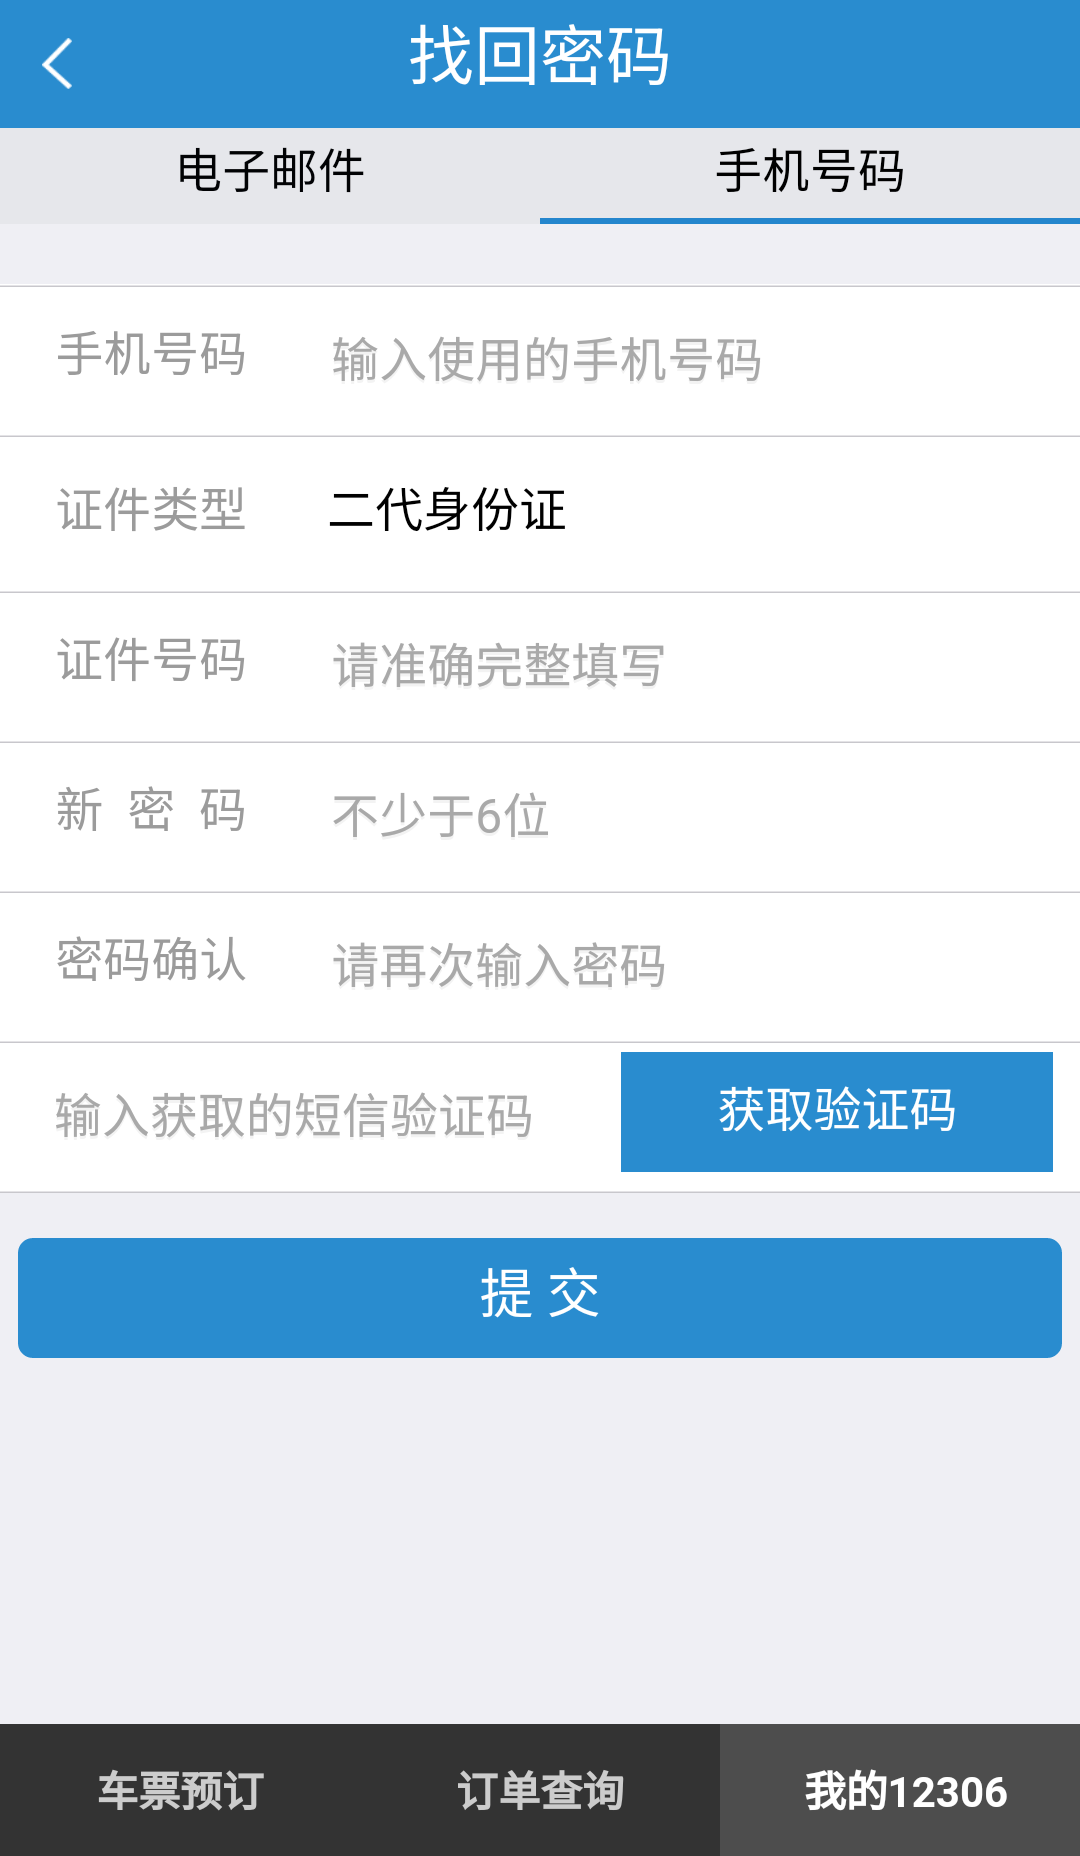 找回密码
电子邮件 手机号码
手机号码 输入使用的手机号码
证件类型 二代身份证
证件号码 请准确完整填写
新 密 码 不少于6位
密码确认 请再次输入密码
输入获取的短信验证码 获取验证码
提 交
车票预订 订单查询 我的12306